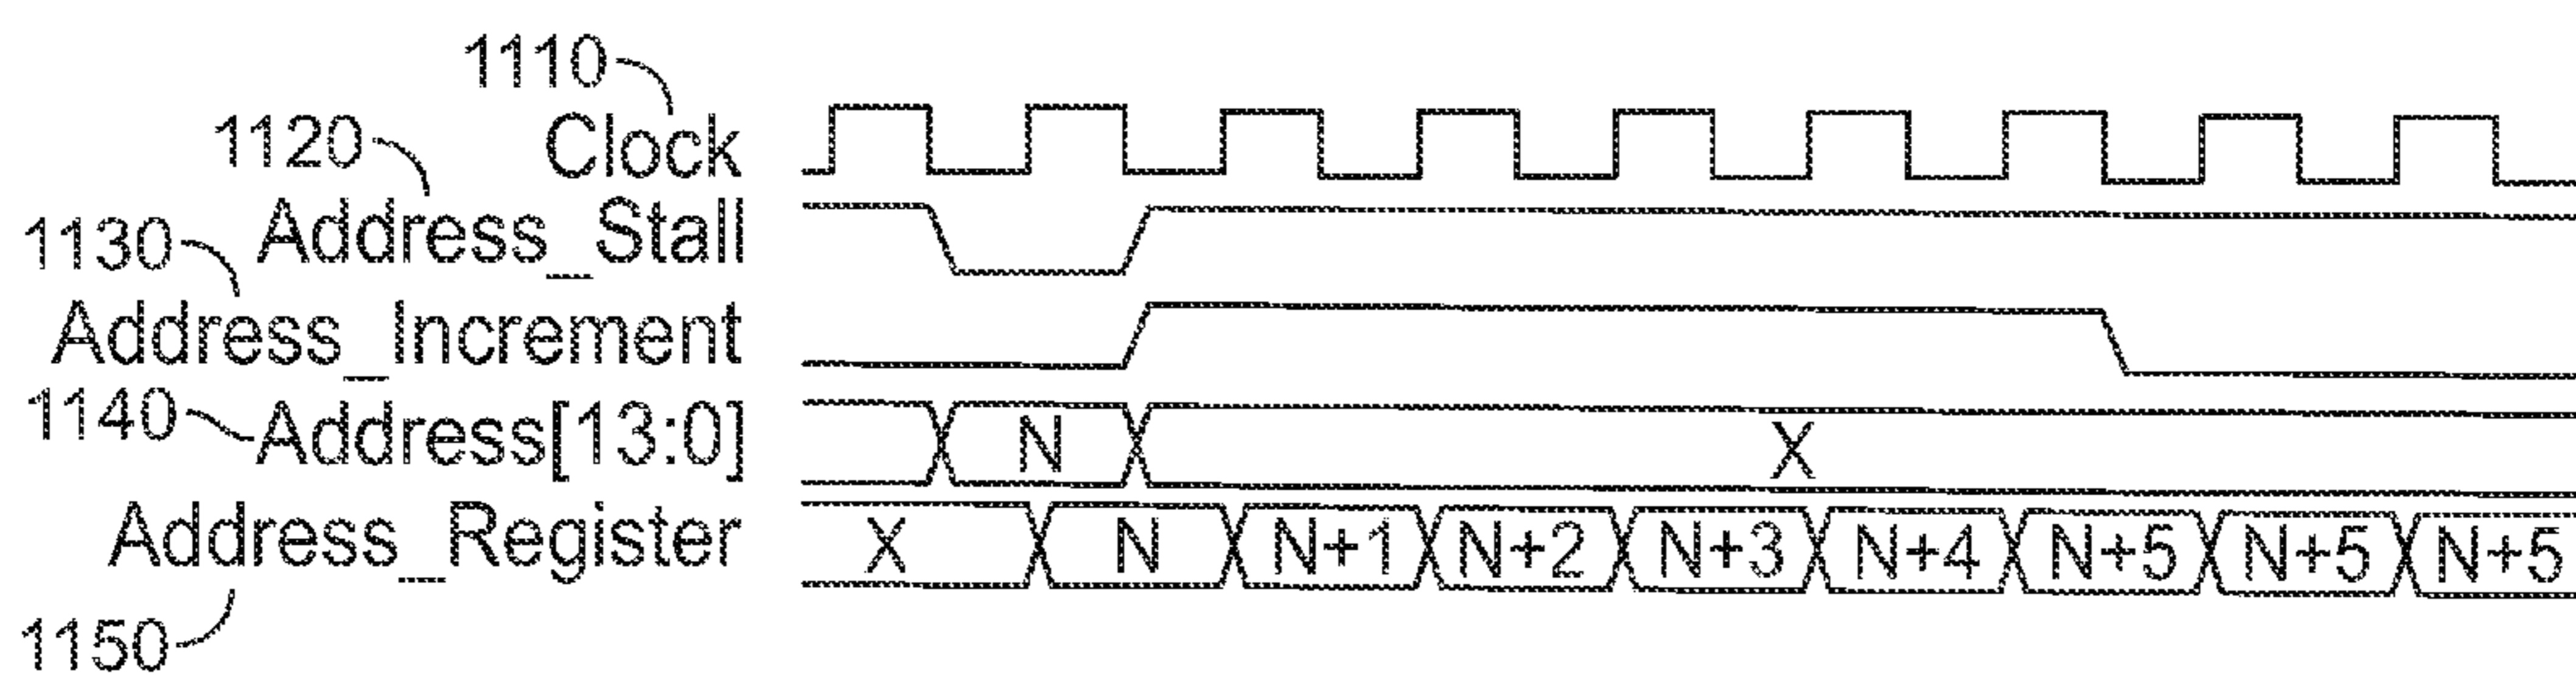 1110
Clock
1120
Address_Stall
1130
Address_Increment
1140
Address[13:0] N X
Address_Register X N N+1 N+2 N+3 N+4 N+5 N+5 N+5
1150